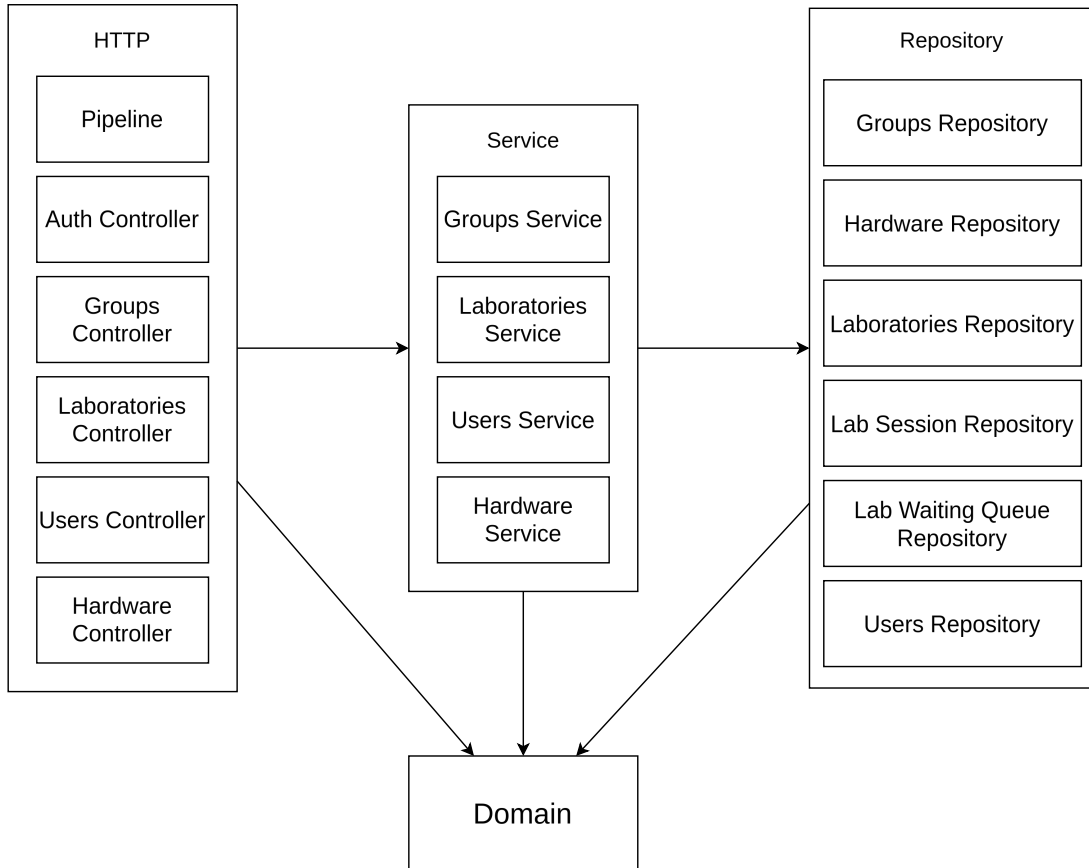 HTTP
Pipeline
Auth Controller
Groups
Controller
Laboratories
Controller
Users Controller
Hardware
Controller
Service
Groups Service
Laboratories
Service
Users Service
Hardware
Service
Repository
Groups Repository
Hardware Repository
Laboratories Repository
Lab Session Repository
Lab Waiting Queue
Repository
Users Repository
Domain